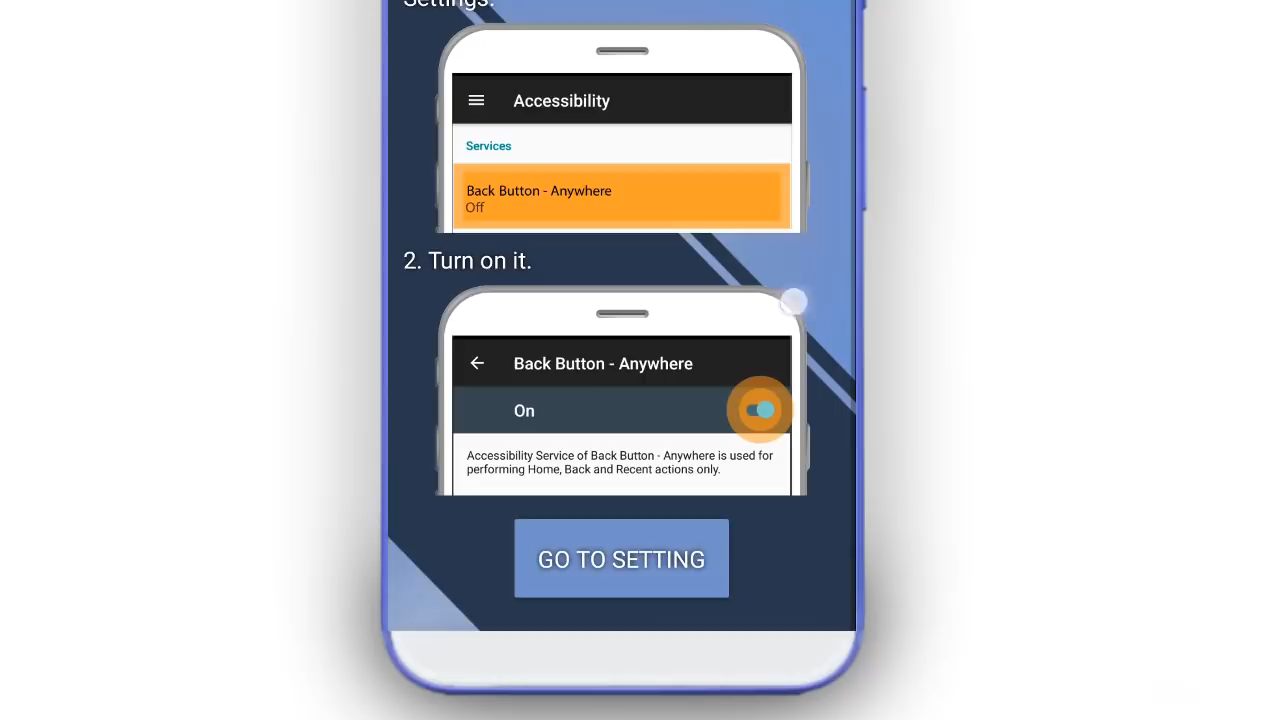 Settings.
Accessibility
Services
Back Button - Anywhere
Off
2. Turn on it.
Back Button - Anywhere
On
Accessibility Service of Back Button - Anywhere is used for
performing Home, Back and Recent actions only.
GO TO SETTING